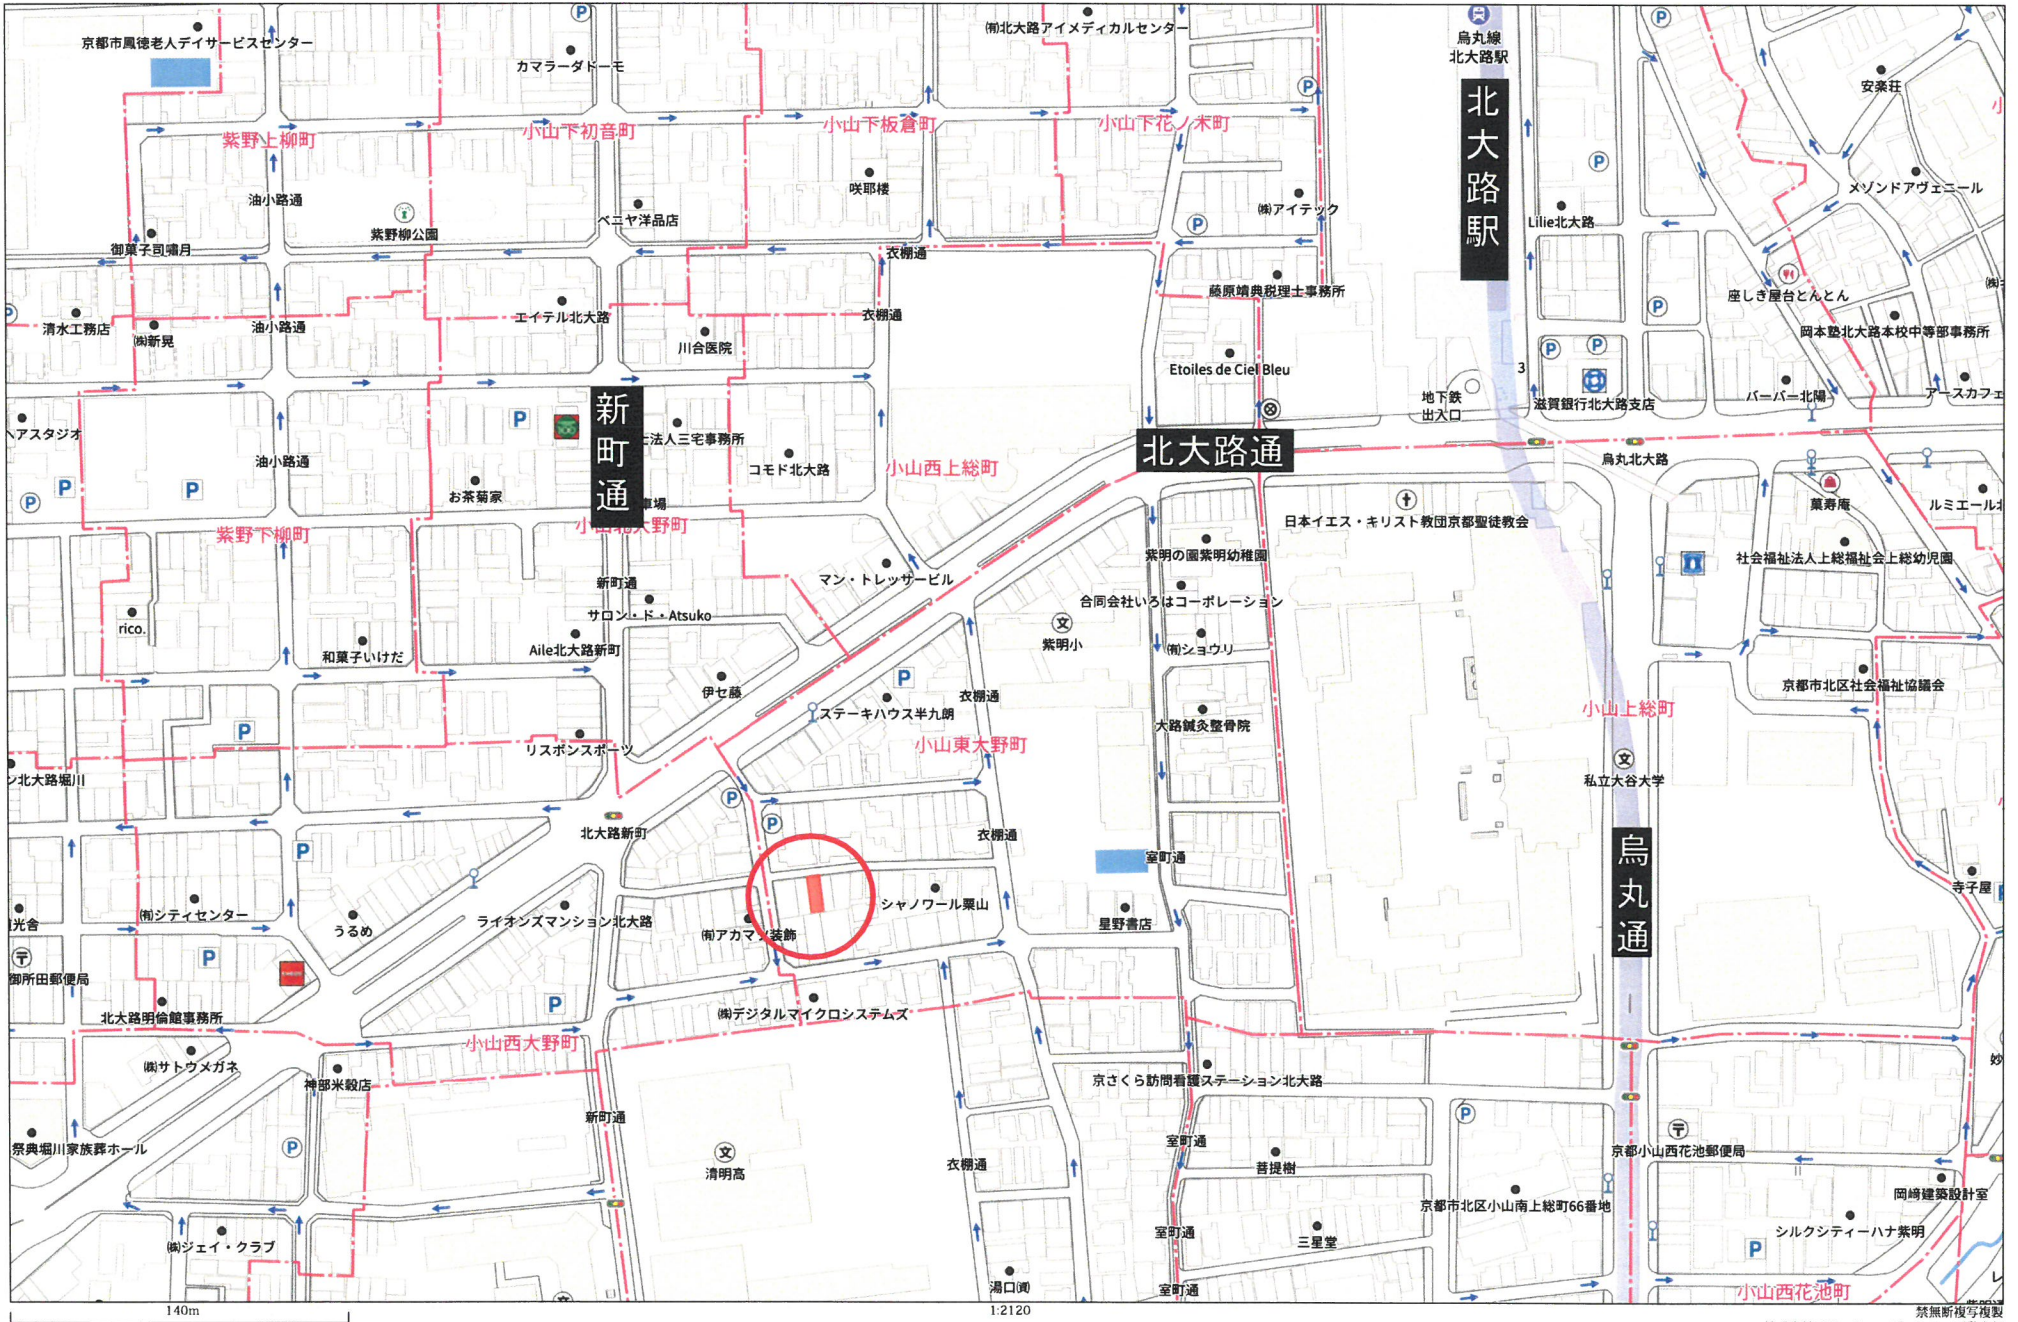 京都市鳳徳老人デイサービスセンター
カマラーダドーモ
㈲北大路アイメディカルセンター
烏丸線
北大路駅
安楽荘
北大路駅
紫野上柳町
小山下初音町
小山下板倉町
小山下花ノ木町
油小路通
紫野柳公園
ベニヤ洋品店
咲耶楼
㈱アイテック
Lilie北大路
メゾンドアヴェニール
御菓子司嘯月
衣棚通
藤原靖典税理士事務所
座しき屋台とんとん
清水工務店
㈱新晃
油小路通
エイテル北大路
川合医院
衣棚通
岡本塾北大路本校中等部事務所
Etoiles de Ciel Bleu
3
地下鉄
出入口
滋賀銀行北大路支店
バーバー北陽
アースカフェ
ヘアスタジオ
新町通
法人三宅事務所
コモド北大路
小山西上総町
北大路通
烏丸北大路
油小路通
お茶菊家
車場
日本イエス・キリスト教団京都聖徒教会
菓寿庵
ルミエール北
紫野下柳町
小山北大野町
紫明の園紫明幼稚園
社会福祉法人上総福祉会上総幼児園
新町通
マン・トレッサービル
サロン・ド・Atsuko
合同会社いろはコーポレーション
rico.
和菓子いけだ
Aile北大路新町
紫明小
㈲ショウリ
伊セ藤
衣棚通
京都市北区社会福祉協議会
ステーキハウス半九朗
大路鍼灸整骨院
小山上総町
リスポンスポーツ
小山東大野町
ン北大路堀川
私立大谷大学
北大路新町
衣棚通
室町通
烏丸通
寺子屋
㈲シティセンター
うるめ
ライオンズマンション北大路
㈲アカマツ装飾
シャノワール栗山
星野書店
光舎
御所田郵便局
北大路明倫館事務所
㈱デジタルマイクロシステムズ
小山西大野町
㈱サトウメガネ
神部米穀店
京さくら訪問看護ステーション北大路
妙
新町通
祭典堀川家族葬ホール
清明高
衣棚通
室町通
菩提樹
京都小山西花池郵便局
京都市北区小山南上総町66番地
岡﨑建築設計室
㈱ジェイ・クラブ
室町通
三星堂
シルクシティーハナ紫明
湯口㈾
室町通
小山西花池町
140m
1:2120
禁無断複写複製